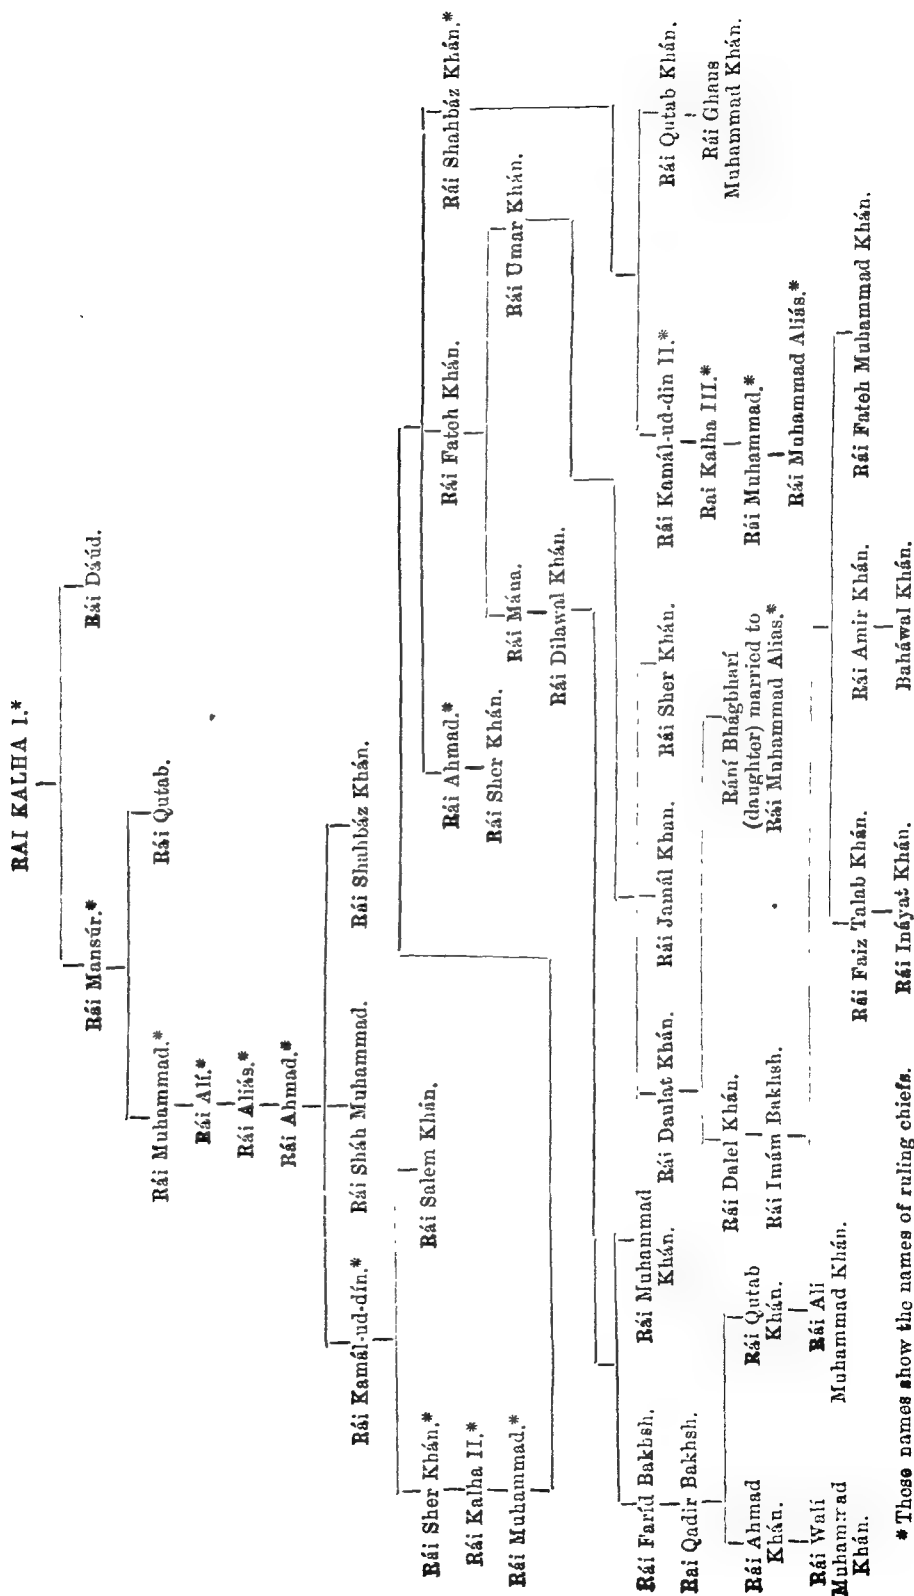 RAI KALHA I.*
Rái Mansúr.*
Rái Dáúd.
Rái Muhammad.*
Rái Qutab.
Rái Alí.*
Rái Aliás.*
Rái Ahmad.*
Rái Kamál-ud-dín.*
Rái Sháh Muhammad.
Rái Shahbáz Khán.
Rái Sher Khán.*
Rái Salem Khán.
Rái Kalha II.*
Rái Muhammad.*
Rái Ahmad.*
Rái Fateh Khán.
Rái Shahbáz Khán.*
Rái Sher Khán.
Rái Mána.
Rái Umar Khán.
Rái Dilawal Khán.
Rái Faríd Bakhsh.
Rái Muhammad
Khán.
Rái Daulat Khán.
Rái Jamál Khan.
Rái Sher Khán.
Rái Kamál-ud-din II.*
Rái Qutab Khán.
Rai Qadir Bakhsh.
Rai Kalha III.*
Rái Ghaus
Muhammad Khán.
Rái Ahmad
Khán.
Rái Qutab
Khán.
Rái Dalel Khán.
Rání Bhágbharí
(daughter) married to
Rái Muhammad Alias.*
Rái Muhammad.*
Rái Imám Bakhsh.
Rái Muhammad Aliás.*
Rái Walí
Muhammad
Khán.
Rái Ali
Muhammad Khán.
Rái Faiz Talab Khán.
Rái Amir Khán.
Rái Fateh Muhammad Khán.
Rái Ináyat Khán.
Baháwal Khán.
* Those names show the names of ruling chiefs.